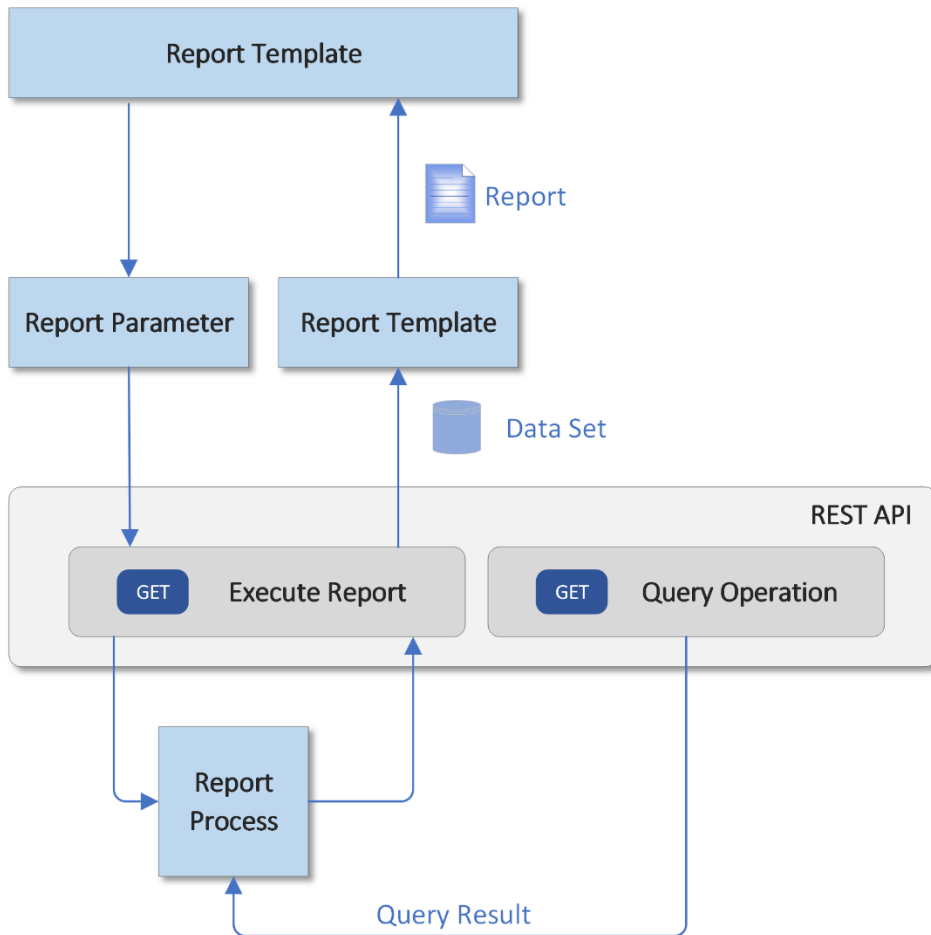 Report Template
Report
Report Parameter
Report Template
Data Set
REST API
GET
Execute Report
GET
Query Operation
Report
Process
Query Result